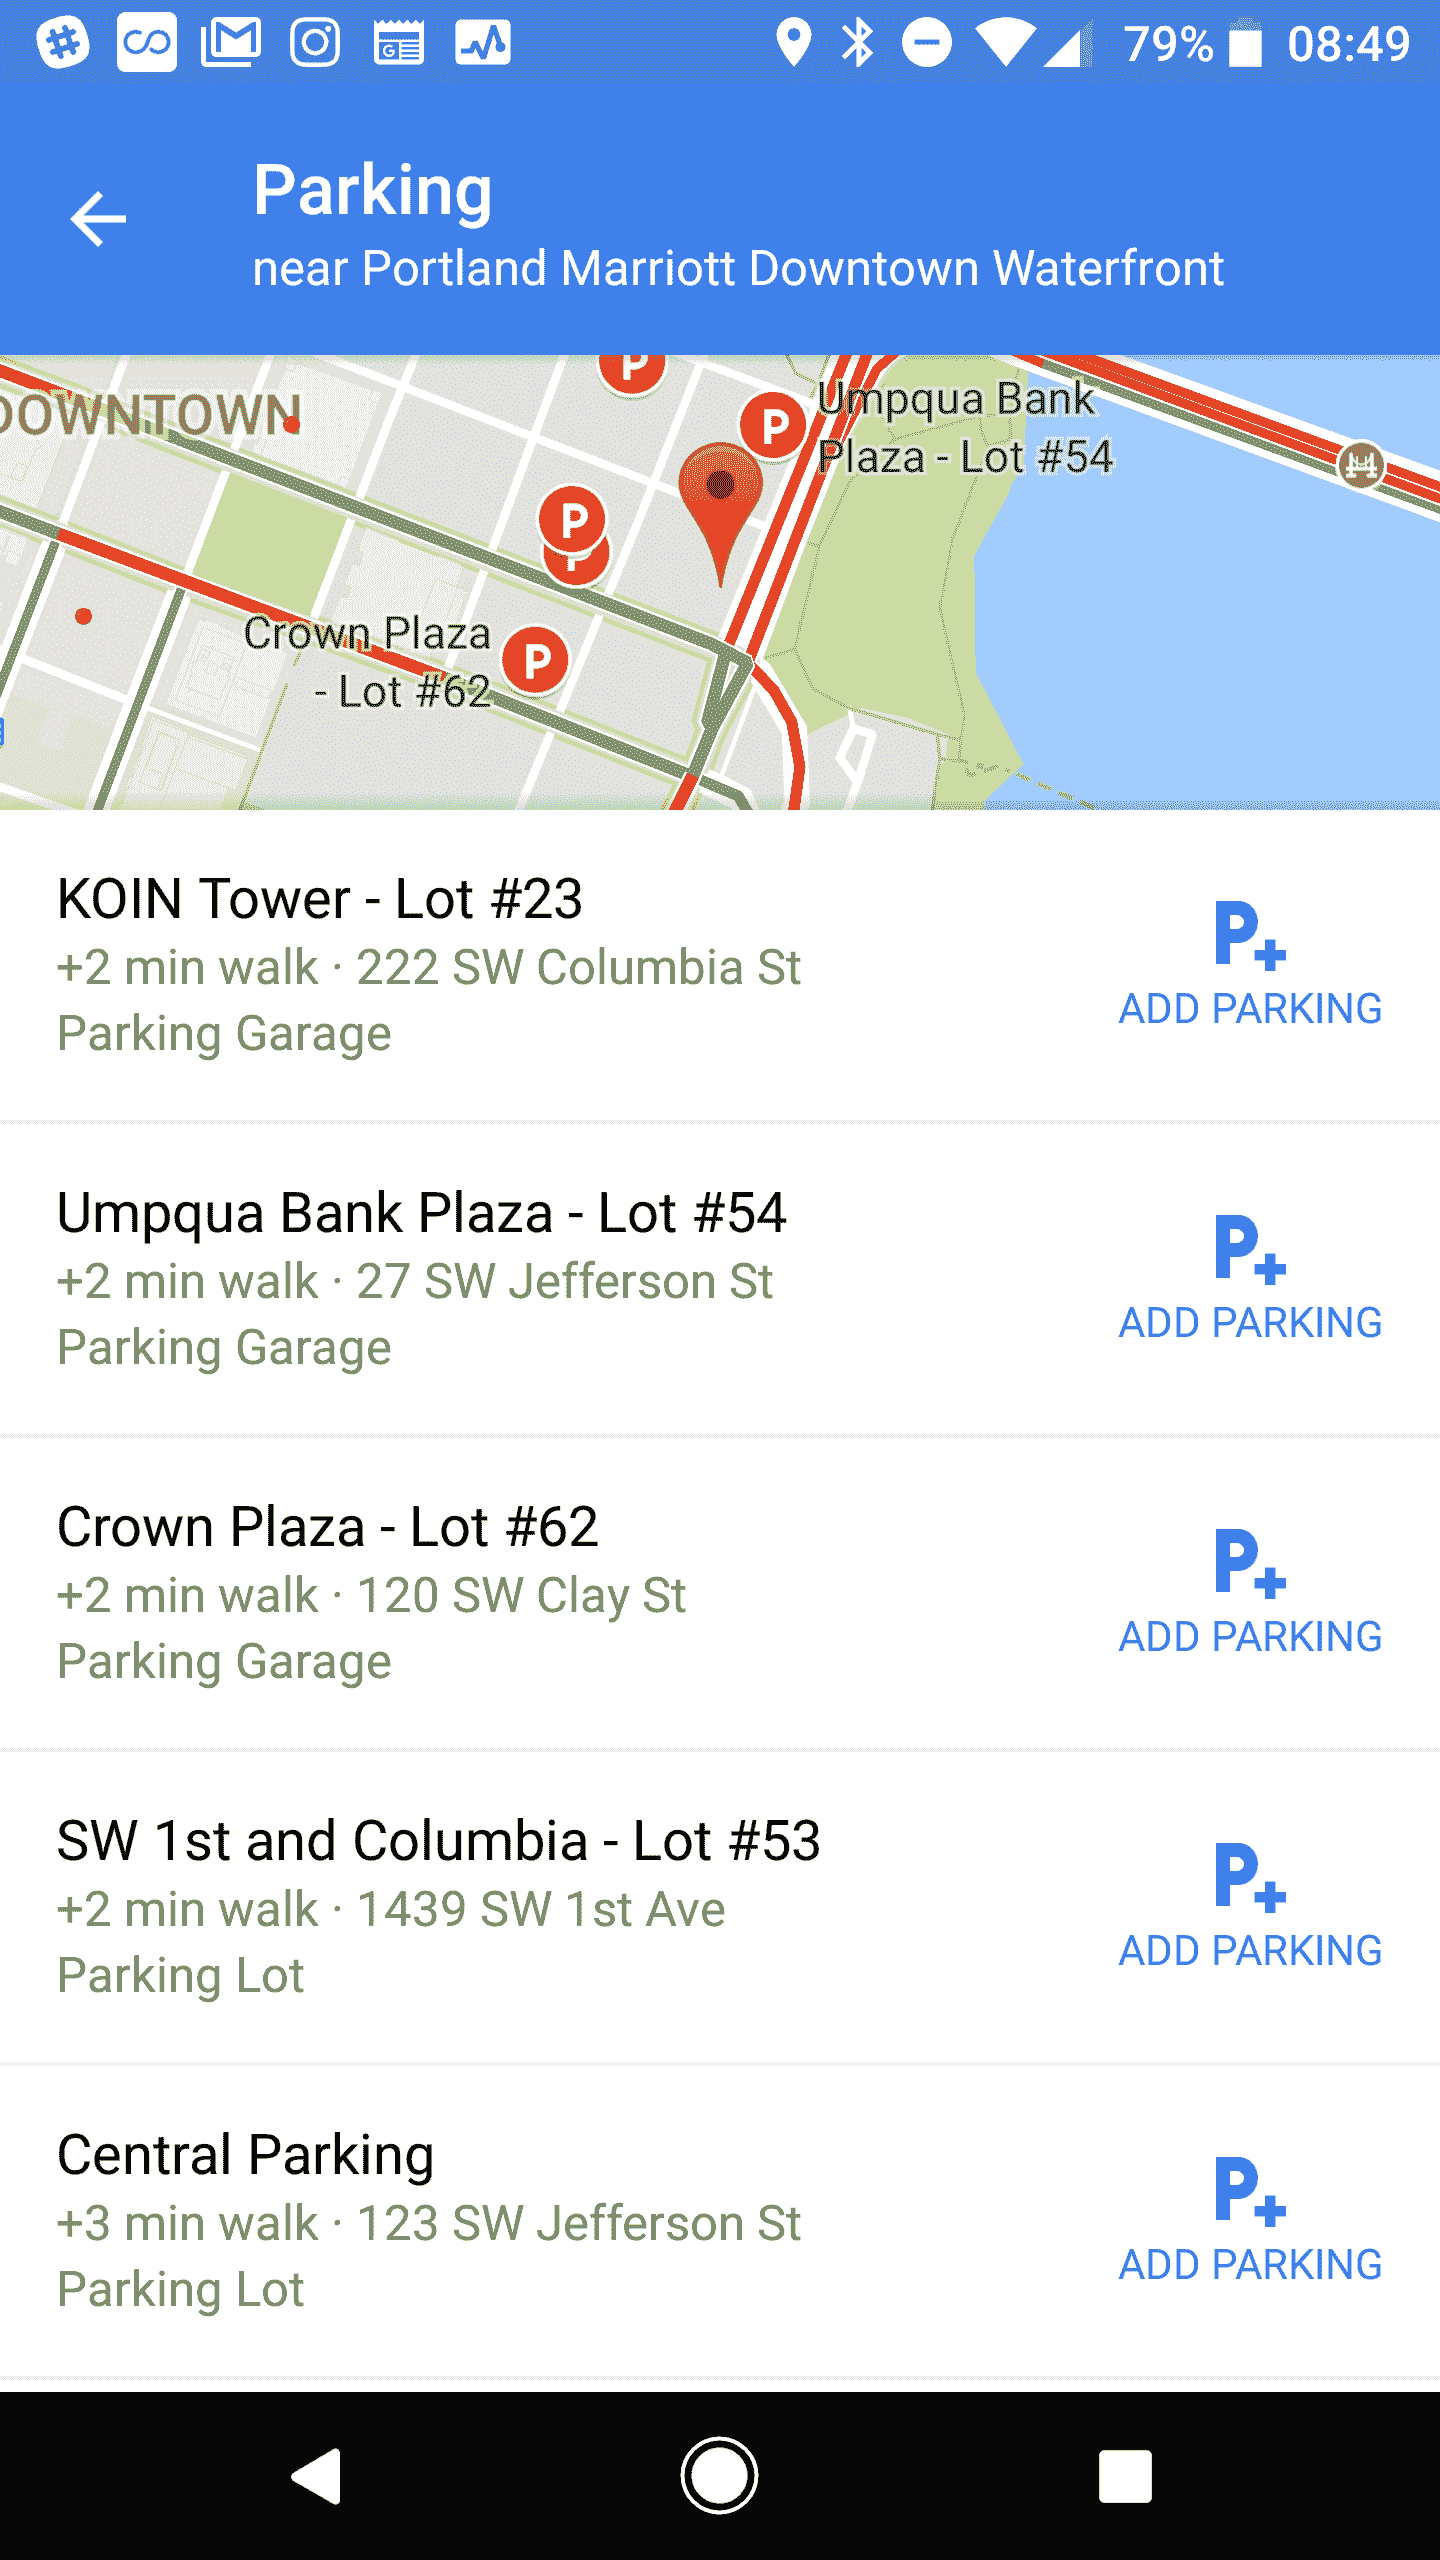 79% 08:49
Parking
near Portland Marriott Downtown Waterfront
DOWNTOWN
P
P
Umpqua Bank
Plaza - Lot #54
P
P
Crown Plaza
- Lot #62
P
KOIN Tower - Lot #23
+2 min walk · 222 SW Columbia St
Parking Garage
P+
ADD PARKING
Umpqua Bank Plaza - Lot #54
+2 min walk · 27 SW Jefferson St
Parking Garage
P+
ADD PARKING
Crown Plaza - Lot #62
+2 min walk · 120 SW Clay St
Parking Garage
P+
ADD PARKING
SW 1st and Columbia - Lot #53
+2 min walk · 1439 SW 1st Ave
Parking Lot
P+
ADD PARKING
Central Parking
+3 min walk · 123 SW Jefferson St
Parking Lot
P+
ADD PARKING